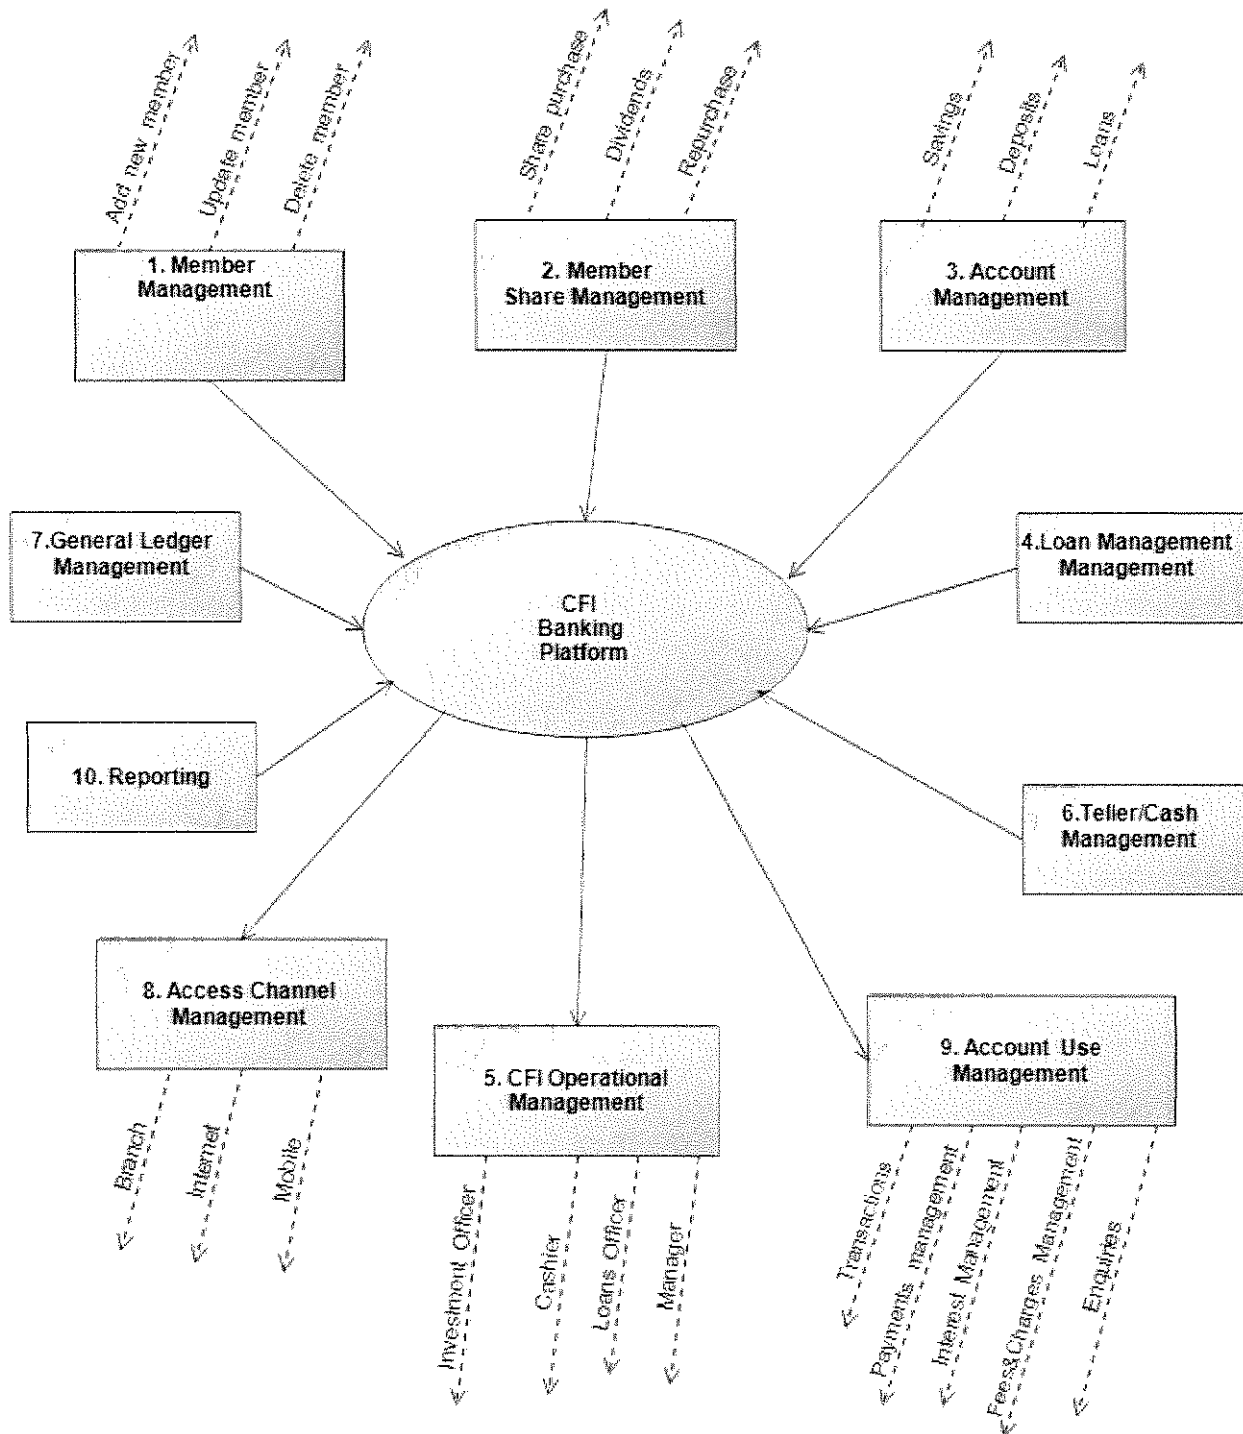 Add new member
Update member
Delete member
Share purchase
Dividends
Repurchase
Savings
Deposits
Loans
1. Member
Management
2. Member
Share Management
3. Account
Management
7.General Ledger
Management
4.Loan Management
Management
CFI
Banking
Platform
10. Reporting
6.Teller/Cash
Management
8. Access Channel
Management
5. CFI Operational
Management
9. Account Use
Management
Branch
Internet
Mobile
Investment Officer
Cashier
Loans Officer
Manager
Transactions
Payments management
Interest Management
Fees&Charges Management
Enquiries